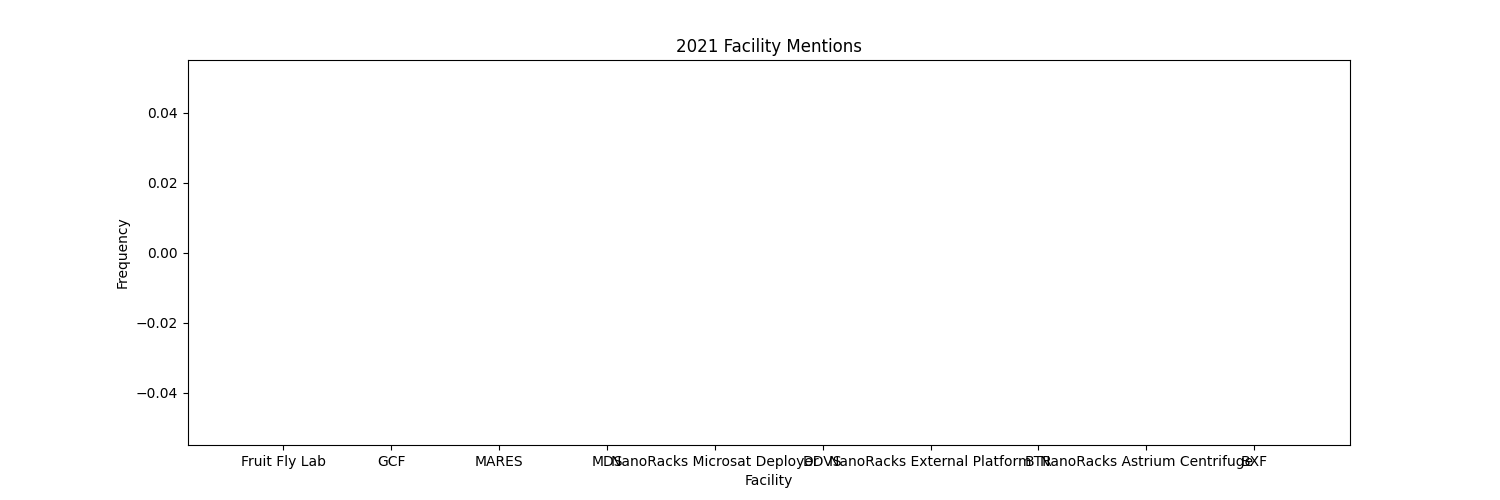 2021 Facility Mentions
0.04
0.02
0.00
−0.02
−0.04
Frequency
Fruit Fly Lab GCF MARES MDS NanoRacks Microsat Deployer DDVS NanoRacks External Platform BTR NanoRacks Astrium Centrifuge BXF
Facility